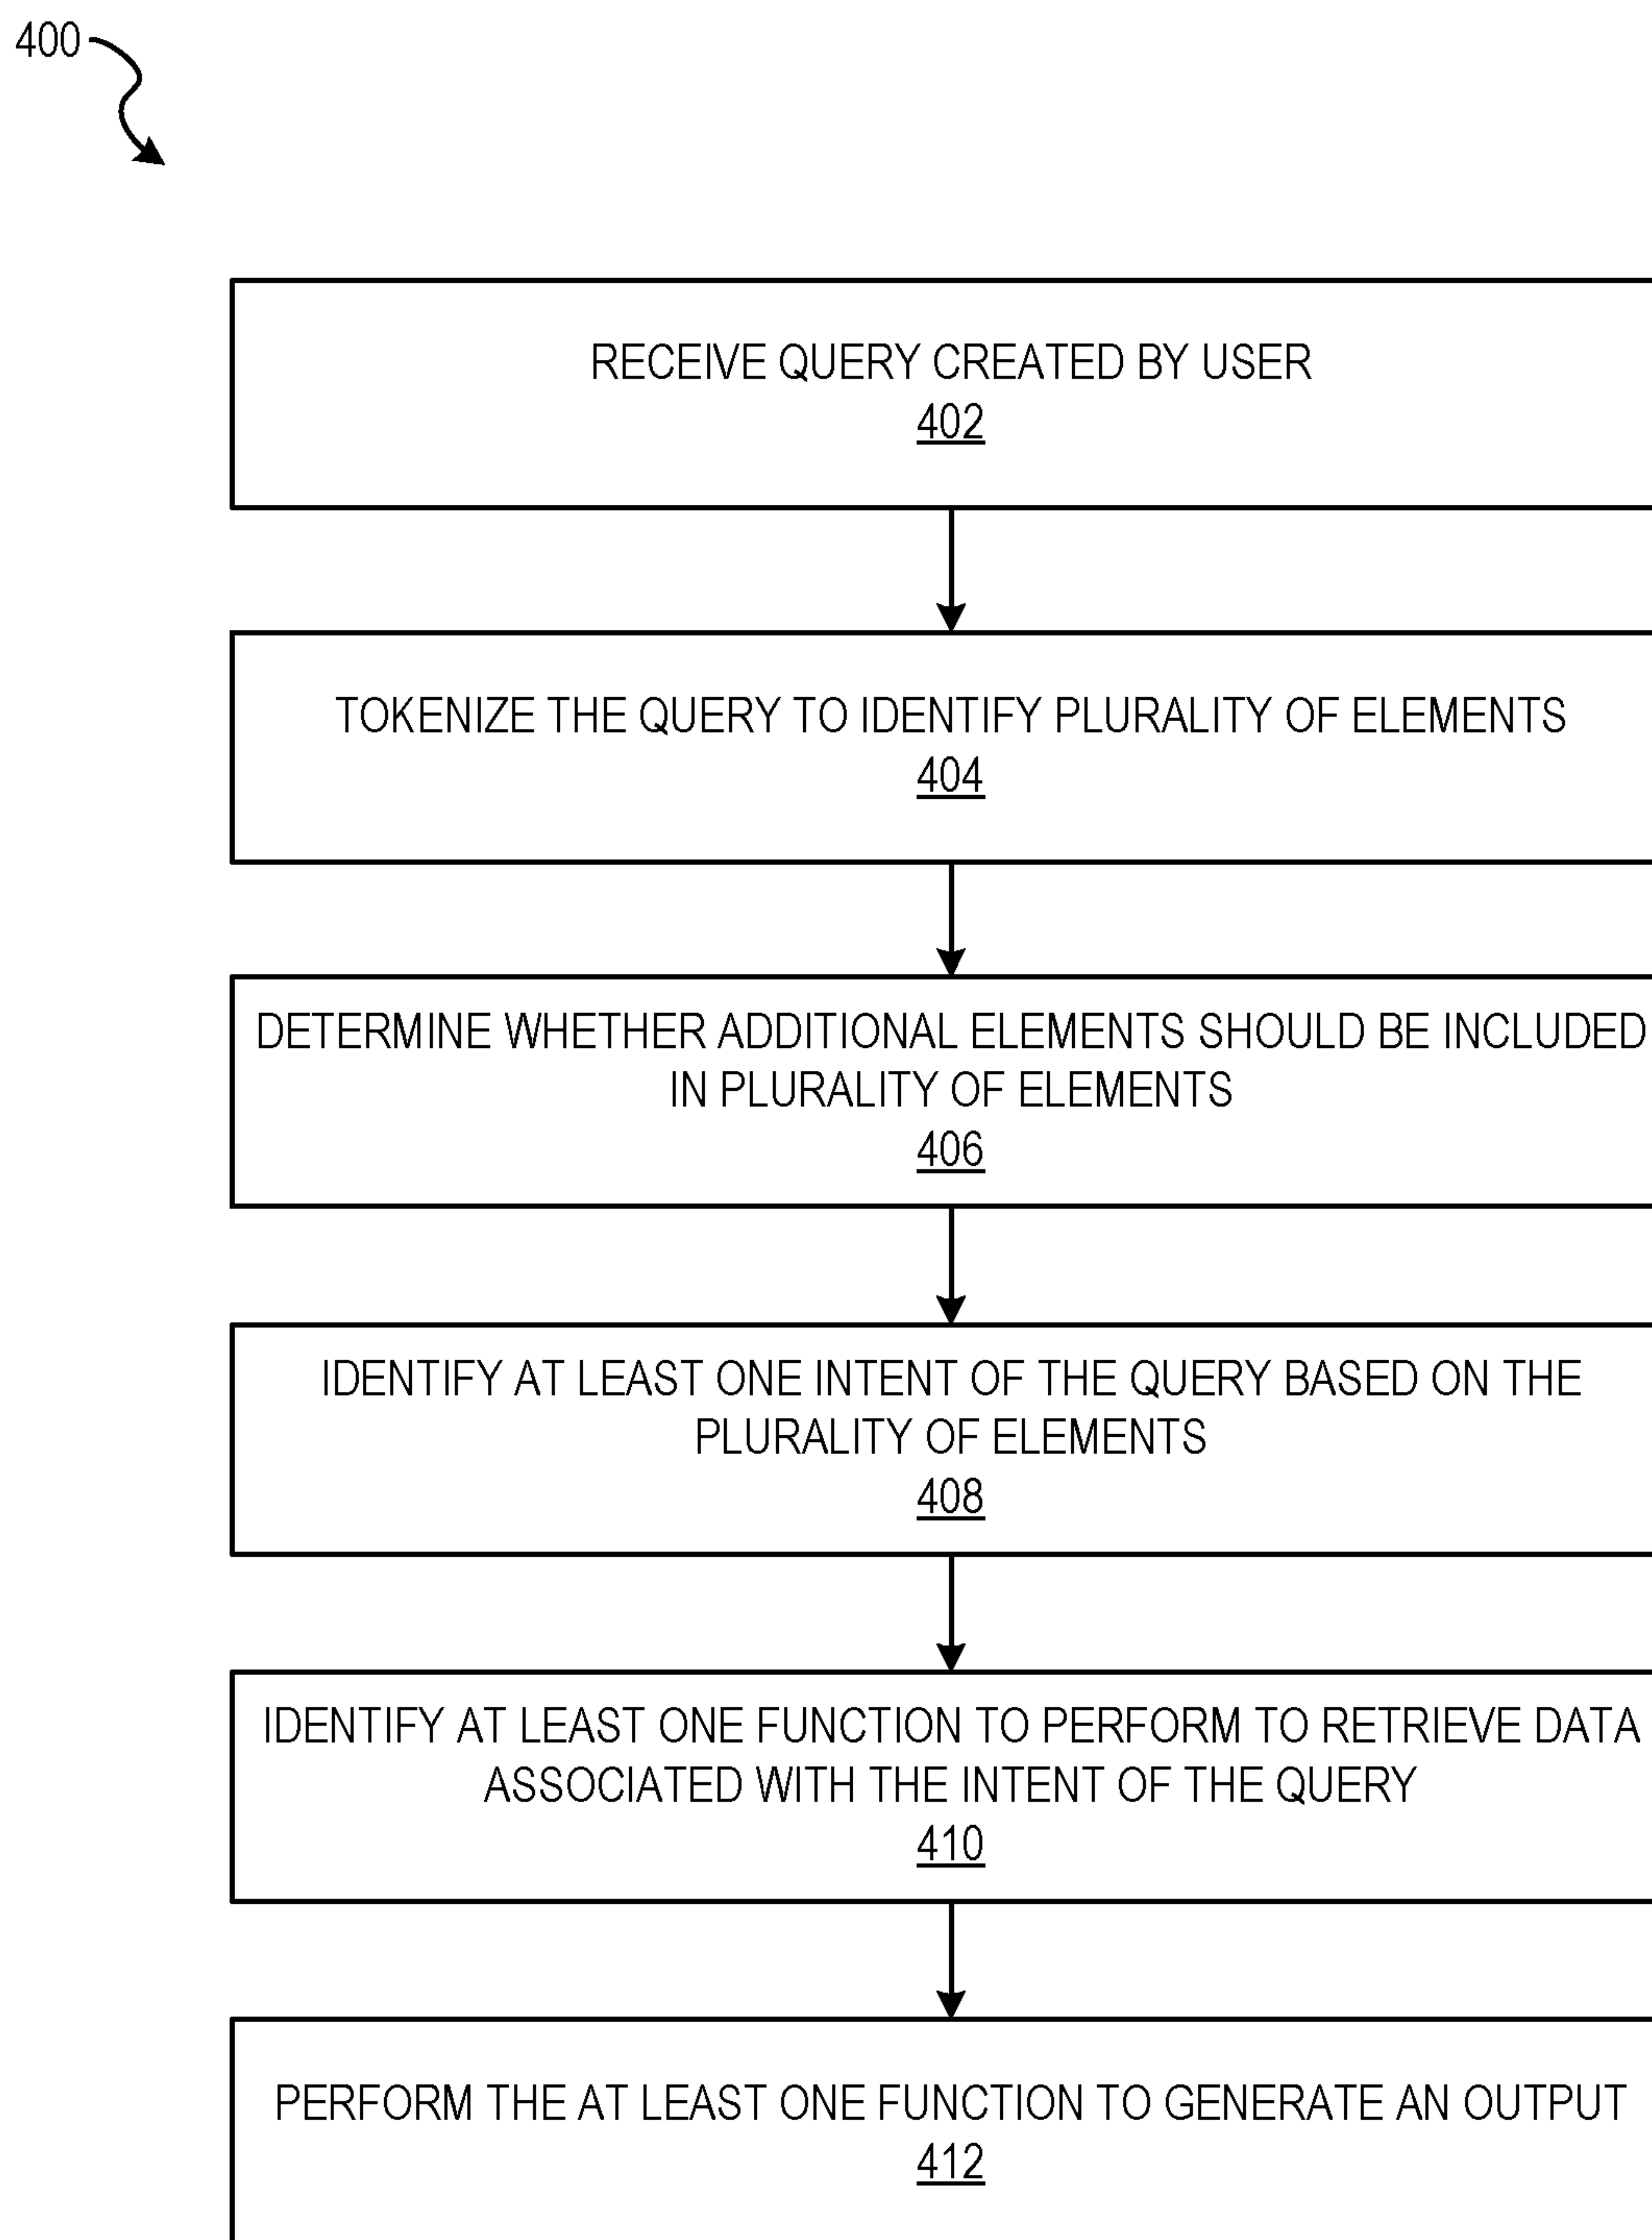 400
RECEIVE QUERY CREATED BY USER
402
TOKENIZE THE QUERY TO IDENTIFY PLURALITY OF ELEMENTS
404
DETERMINE WHETHER ADDITIONAL ELEMENTS SHOULD BE INCLUDED
IN PLURALITY OF ELEMENTS
406
IDENTIFY AT LEAST ONE INTENT OF THE QUERY BASED ON THE
PLURALITY OF ELEMENTS
408
IDENTIFY AT LEAST ONE FUNCTION TO PERFORM TO RETRIEVE DATA
ASSOCIATED WITH THE INTENT OF THE QUERY
410
PERFORM THE AT LEAST ONE FUNCTION TO GENERATE AN OUTPUT
412